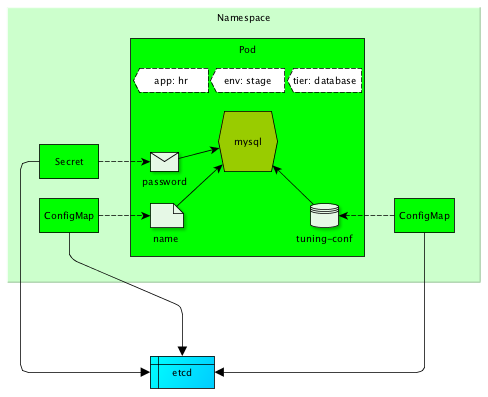 Namespace
Pod
app: hr
env: stage
tier: database
mysql
Secret
password
ConfigMap
name
tuning-conf
ConfigMap
etcd